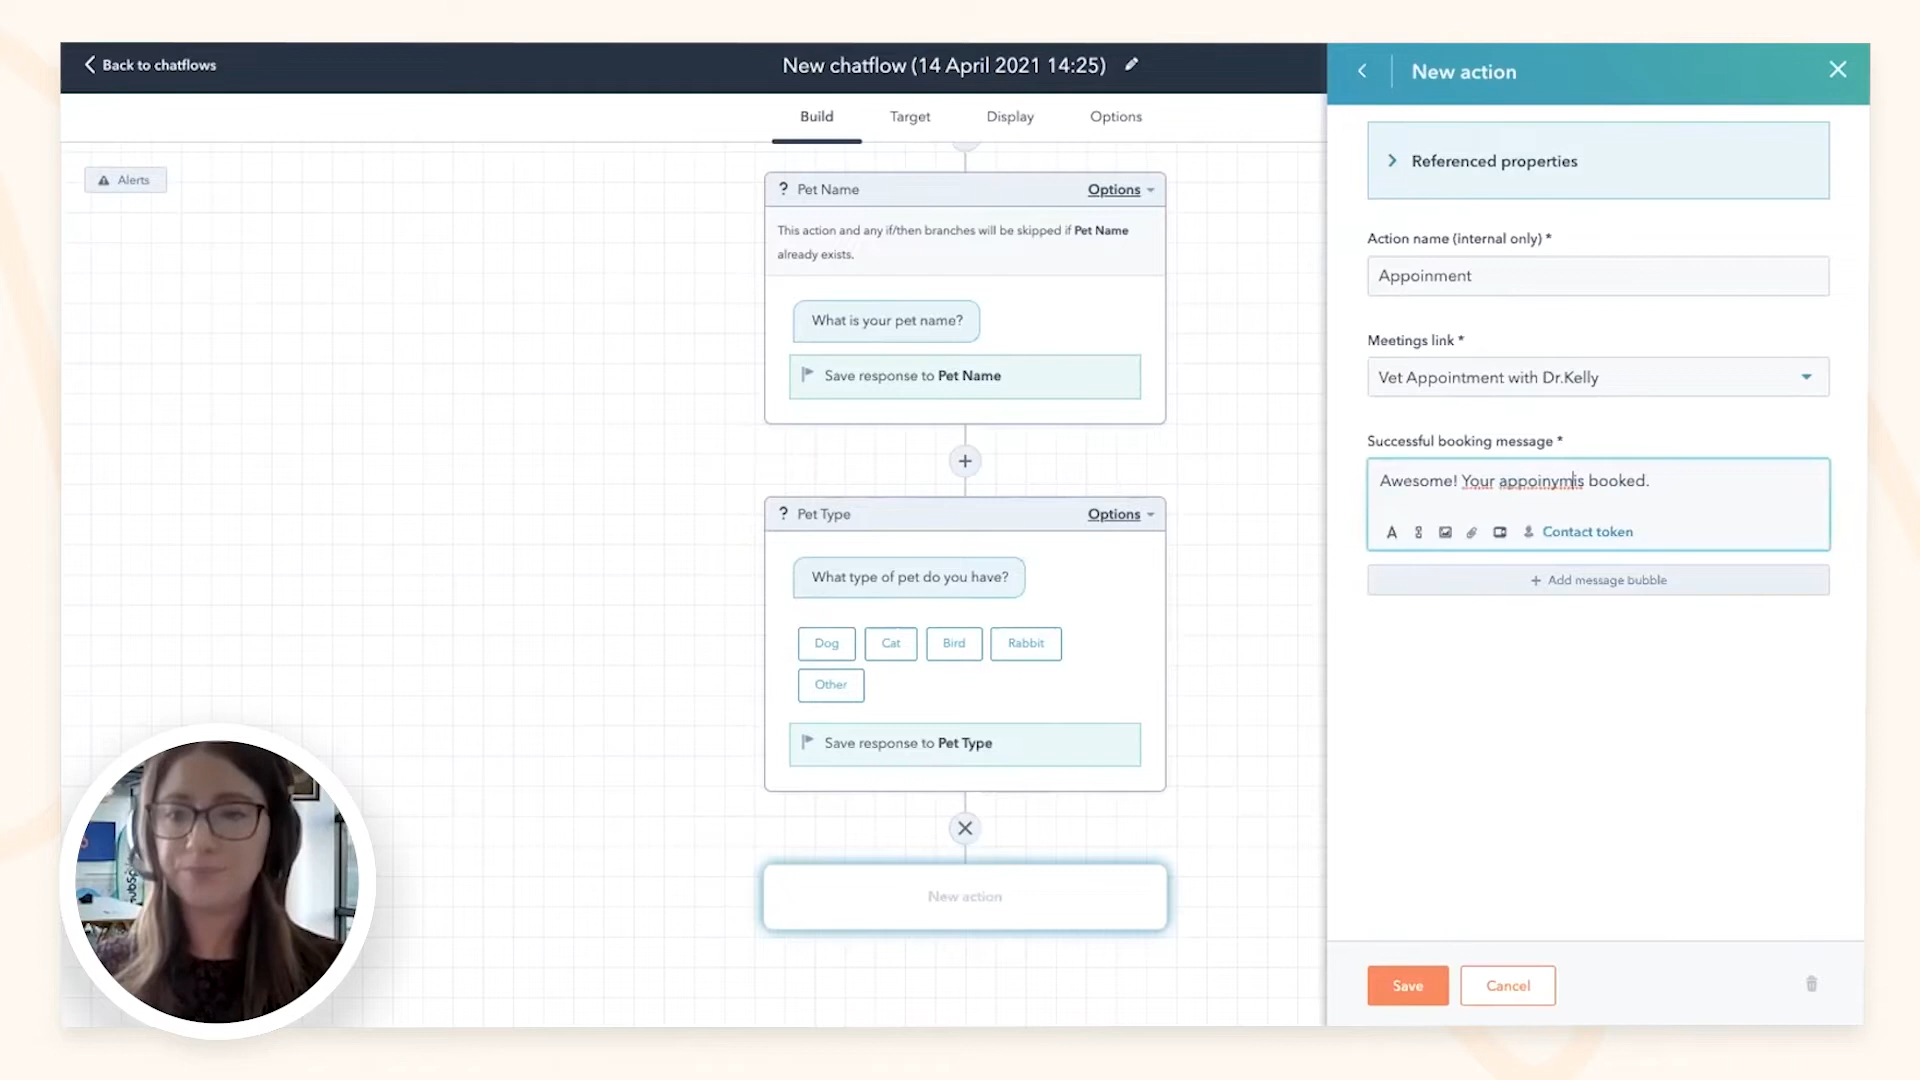 Back to chatflows
New chatflow (14 April 2021 14:25)
Build
Target
Display
Options
Alerts
? Pet Name
Options
This action and any if/then branches will be skipped if Pet Name
already exists.
What is your pet name?
Save response to Pet Name
+
? Pet Type
Options
What type of pet do you have?
Dog
Cat
Bird
Rabbit
Other
Save response to Pet Type
New action
New action
Referenced properties
Action name (internal only) *
Appoinment
Meetings link *
Vet Appointment with Dr.Kelly
Successful booking message *
Awesome! Your appoinymis booked.
A
Contact token
+ Add message bubble
Save
Cancel